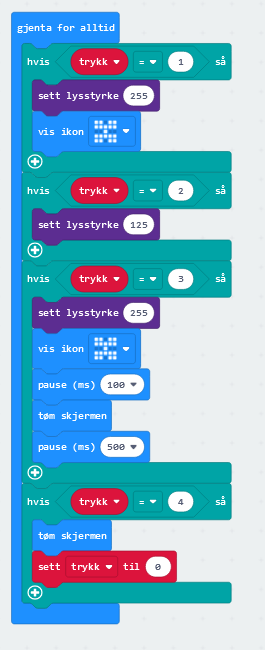 gjenta for alltid
hvis trykk = 1 så
sett lysstyrke 255
vis ikon
hvis trykk = 2 så
sett lysstyrke 125
hvis trykk = 3 så
sett lysstyrke 255
vis ikon
pause (ms) 100
tøm skjermen
pause (ms) 500
hvis trykk = 4 så
tøm skjermen
sett trykk til 0